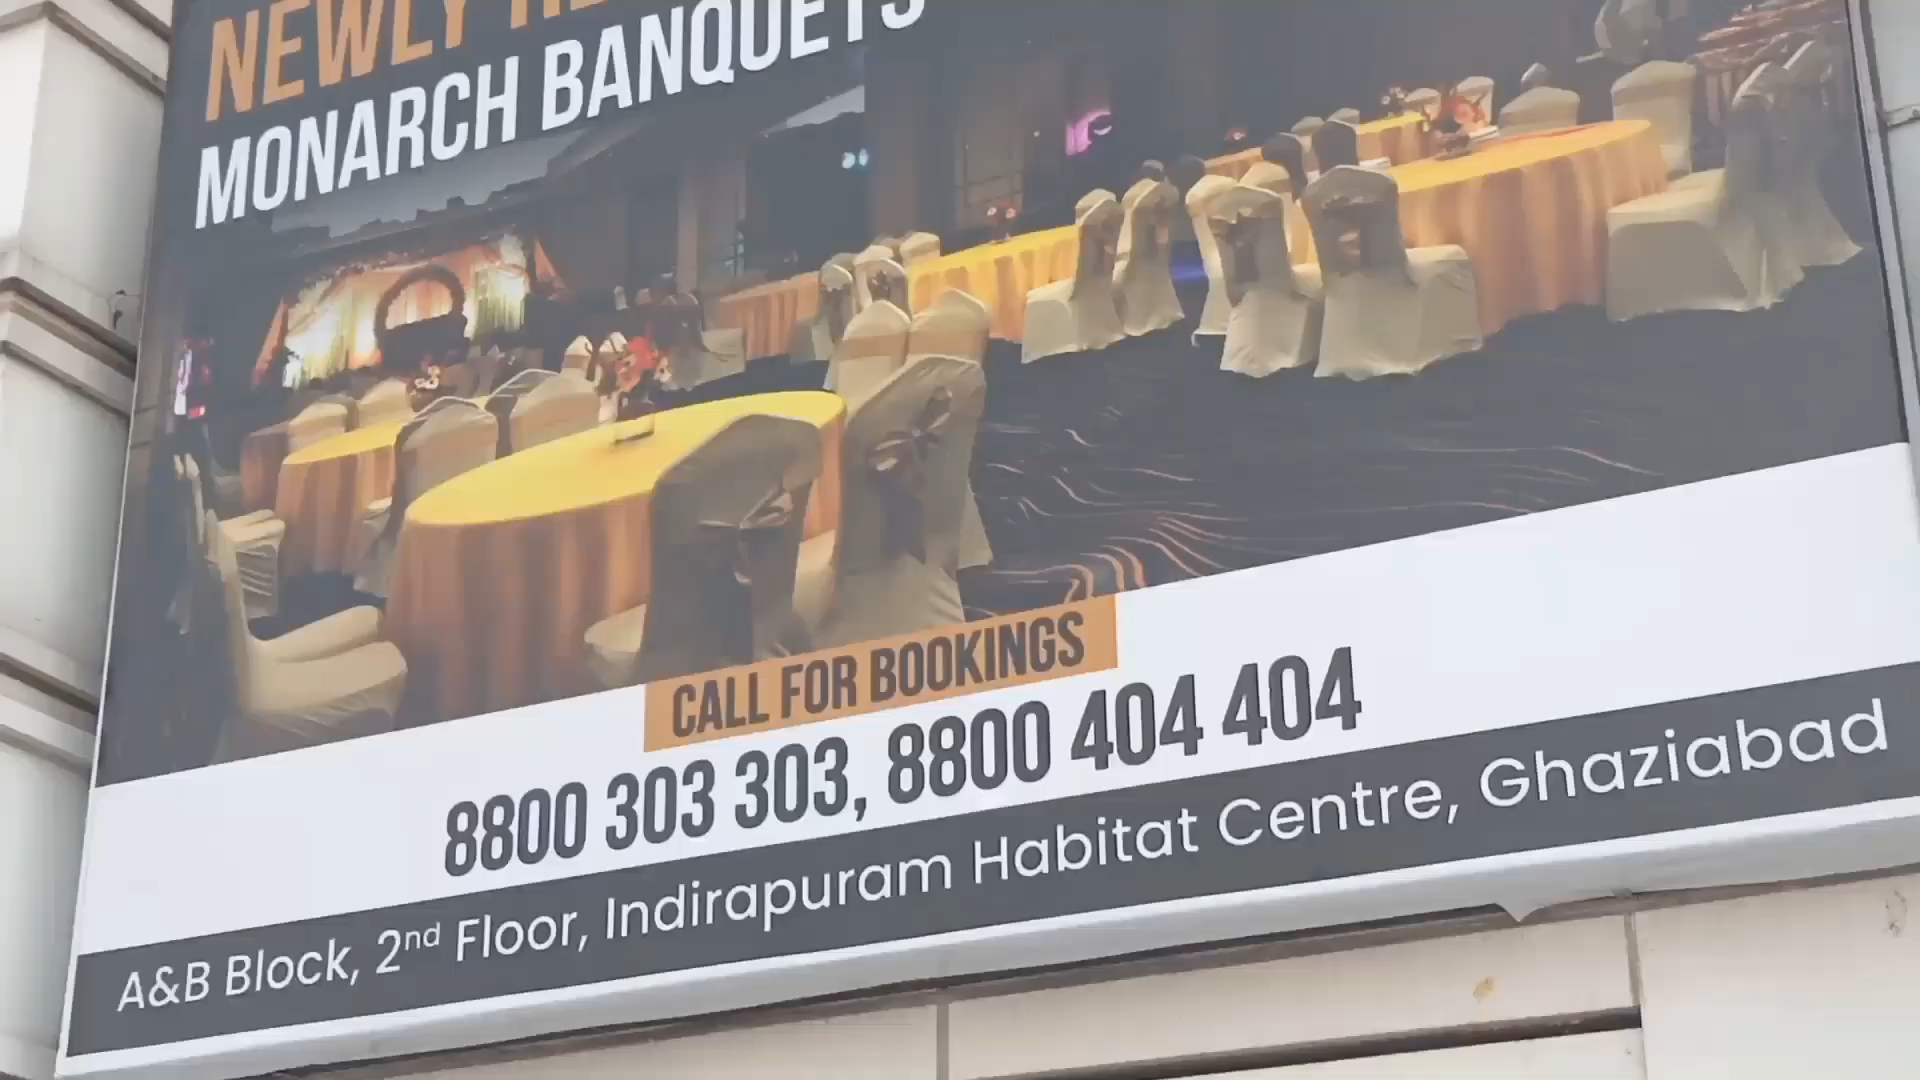 NEWLY
MONARCH BANQUETS
CALL FOR BOOKINGS
8800 303 303, 8800 404 404
A&B Block, 2nd Floor, Indirapuram Habitat Centre, Ghaziabad